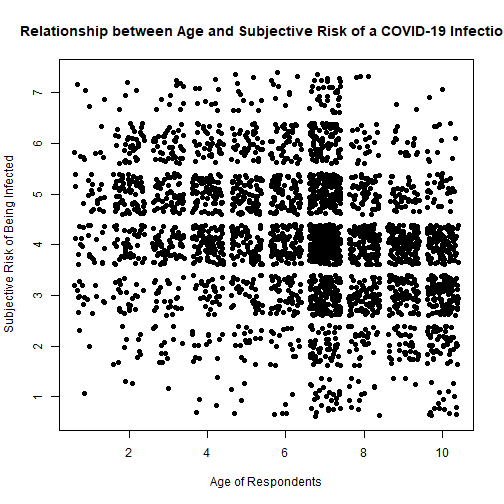 Relationship between Age and Subjective Risk of a COVID-19 Infectio
Subjective Risk of Being Infected
7
6
5
4
3
2
1
2 4 6 8 10
Age of Respondents